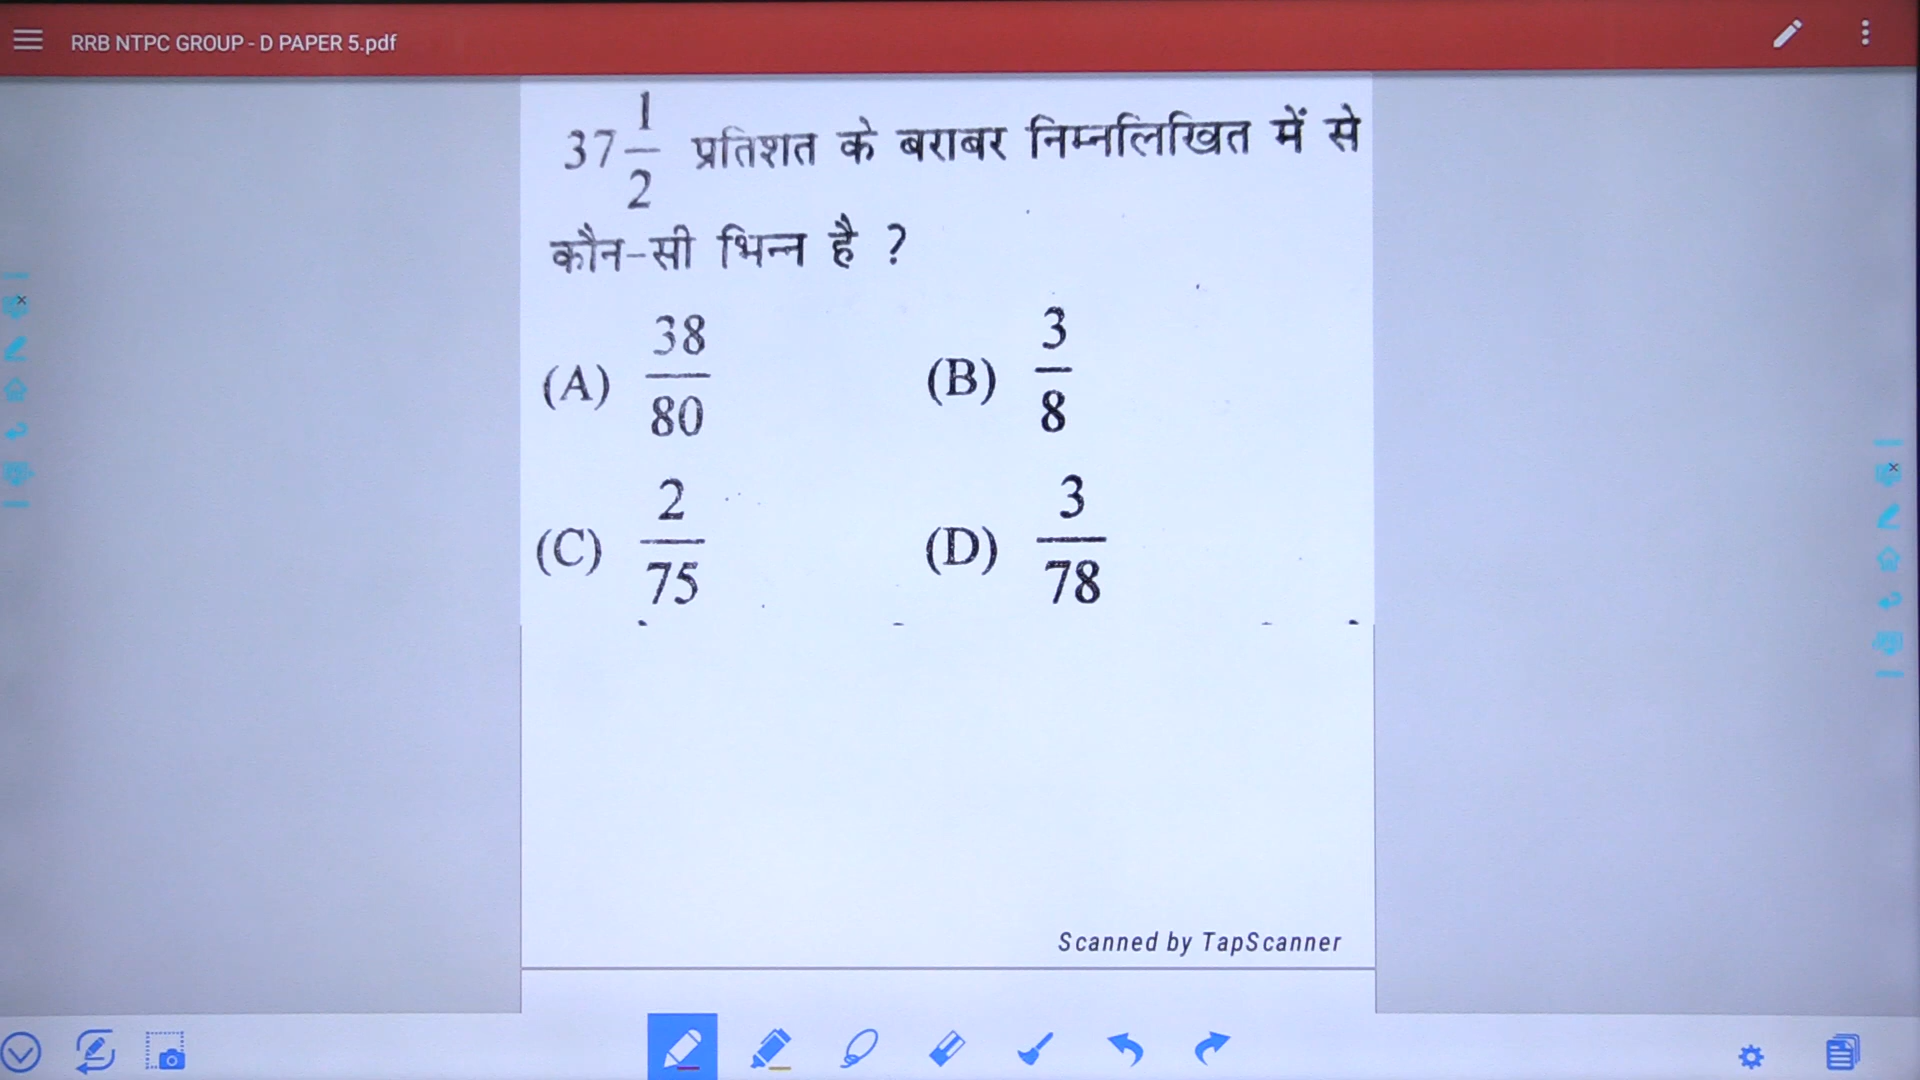 RRB NTPC GROUP - D PAPER 5.pdf
37 1/2 प्रतिशत के बराबर निम्नलिखित में से
कौन-सी भिन्न है ?
(A) 38/80 (B) 3/8
(C) 2/75 (D) 3/78
Scanned by TapScanner